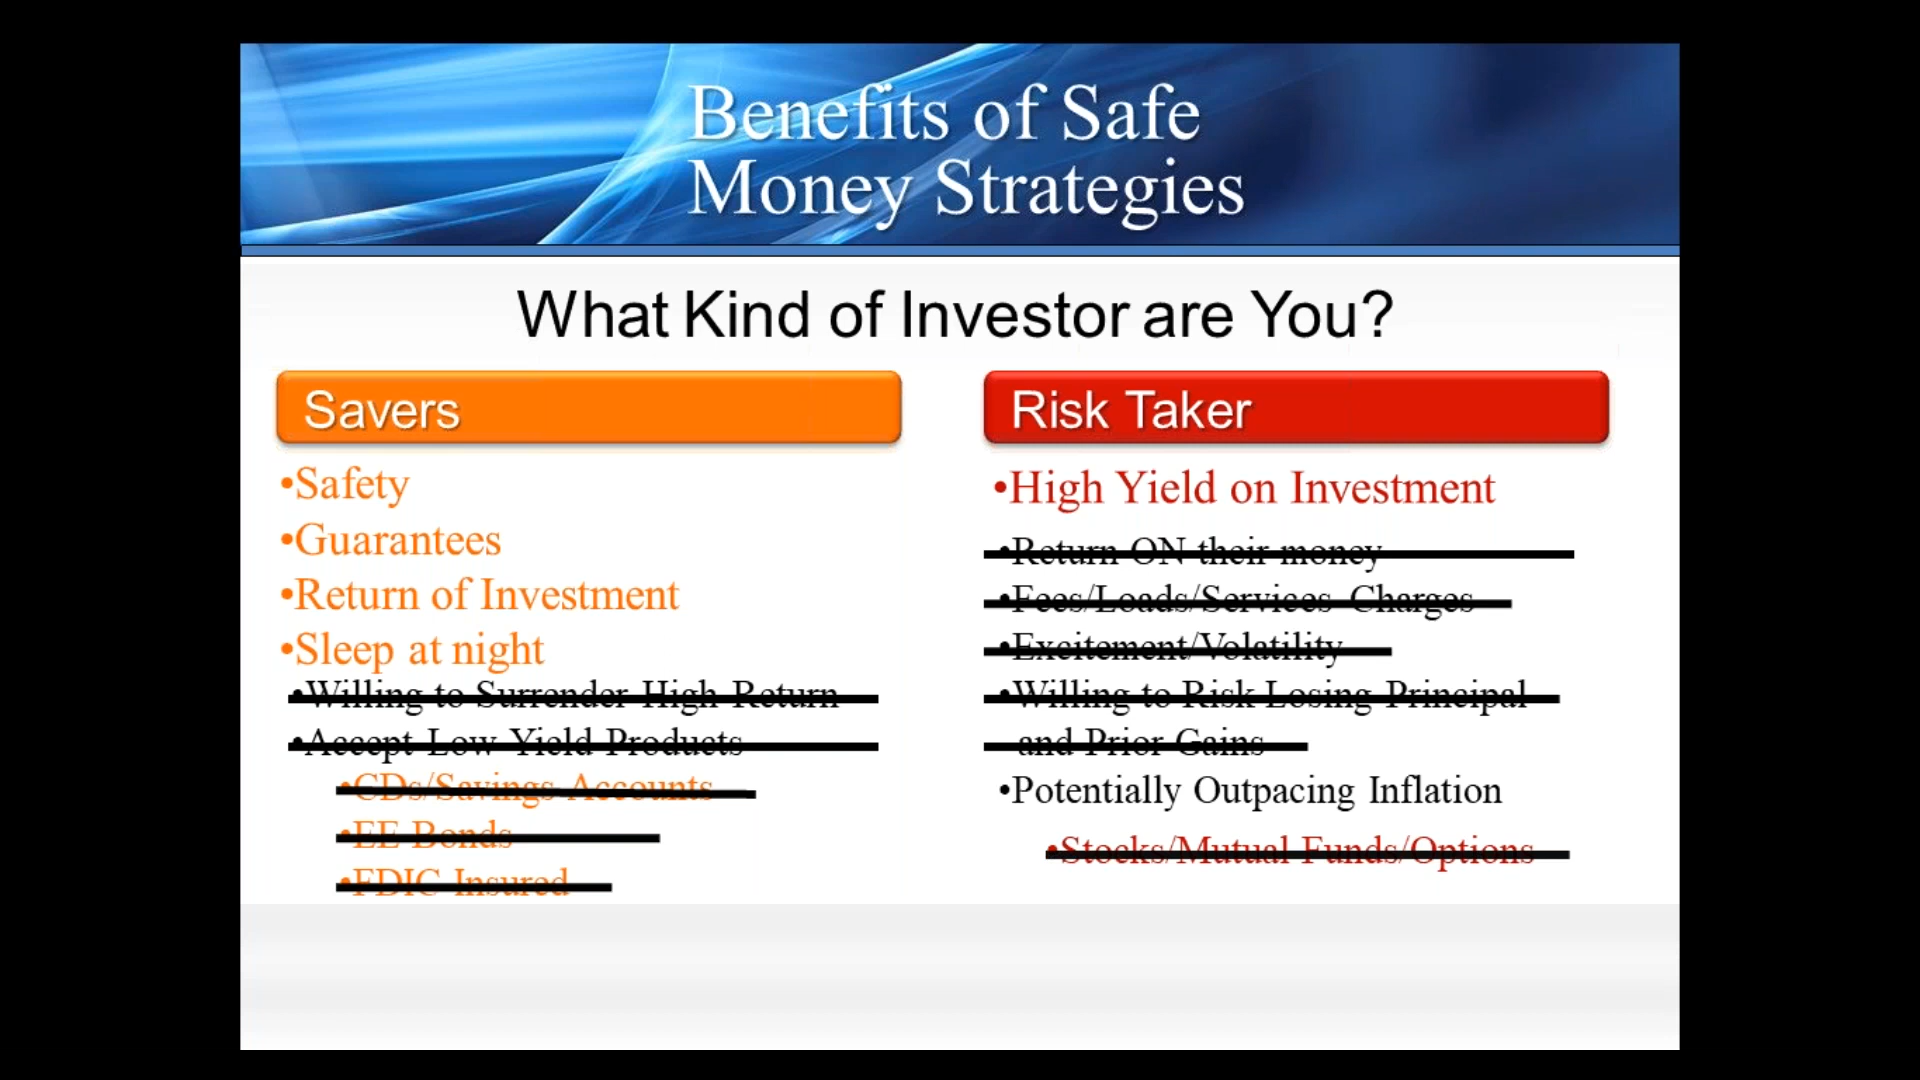 Benefits of Safe
Money Strategies
What Kind of Investor are You?
Savers
•Safety
•Guarantees
•Return of Investment
•Sleep at night
•Willing to Surrender High Return
•Accept Low Yield Products
•CDs/Savings Accounts
•EE Bonds
•FDIC Insured
Risk Taker
•High Yield on Investment
•Return ON their money
•Fees/Loads/Services Charges
•Excitement/Volatility
•Willing to Risk Losing Principal
and Prior Gains
•Potentially Outpacing Inflation
•Stocks/Mutual Funds/Options